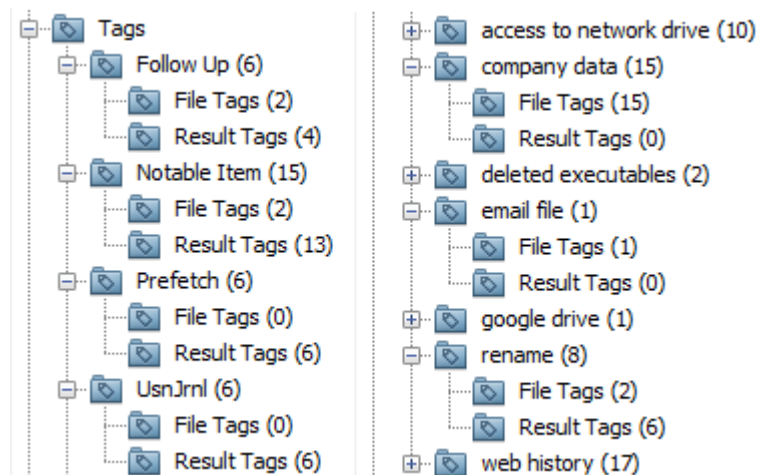 Tags
Follow Up (6)
File Tags (2)
Result Tags (4)
Notable Item (15)
File Tags (2)
Result Tags (13)
Prefetch (6)
File Tags (0)
Result Tags (6)
UsnJrnl (6)
File Tags (0)
Result Tags (6)
access to network drive (10)
company data (15)
File Tags (15)
Result Tags (0)
deleted executables (2)
email file (1)
File Tags (1)
Result Tags (0)
google drive (1)
rename (8)
File Tags (2)
Result Tags (6)
web history (17)